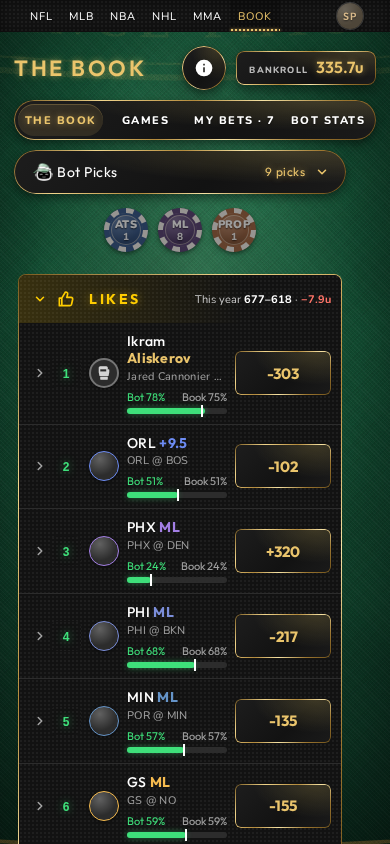 NFL MLB NBA NHL MMA BOOK SP
THE BOOK
BANKROLL 335.7u
THE BOOK GAMES MY BETS · 7 BOT STATS
Bot Picks 9 picks
ATS ML PROP
1 8 1
LIKES This year 677–618 · −7.9u
Ikram
1 Aliskerov -303
Jared Cannonier ...
Bot 78% Book 75%
ORL +9.5
2 ORL @ BOS -102
Bot 51% Book 51%
PHX ML
3 PHX @ DEN +320
Bot 24% Book 24%
PHI ML
4 PHI @ BKN -217
Bot 68% Book 68%
MIN ML
5 POR @ MIN -135
Bot 57% Book 57%
GS ML
6 GS @ NO -155
Bot 59% Book 59%